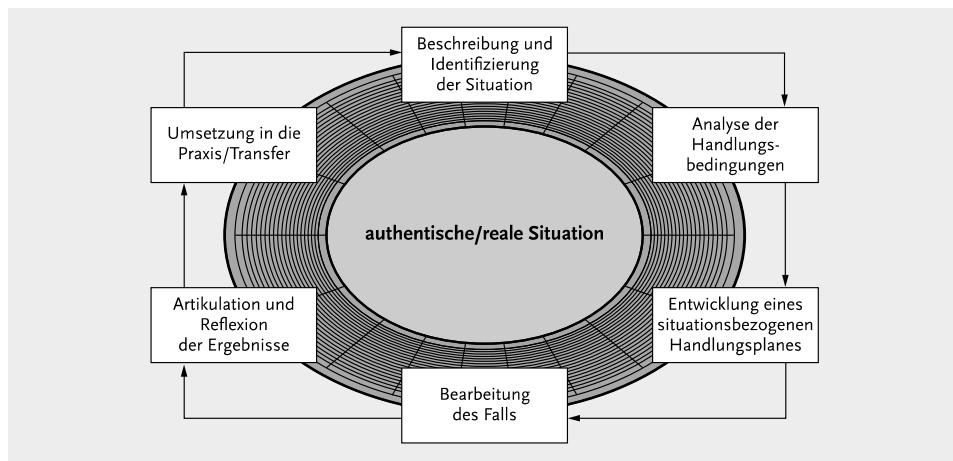 Beschreibung und
Identifizierung
der Situation
Umsetzung in die
Praxis/Transfer
Analyse der
Handlungs-
bedingungen
authentische/reale Situation
Artikulation und
Reflexion
der Ergebnisse
Entwicklung eines
situationsbezogenen
Handlungsplanes
Bearbeitung
des Falls